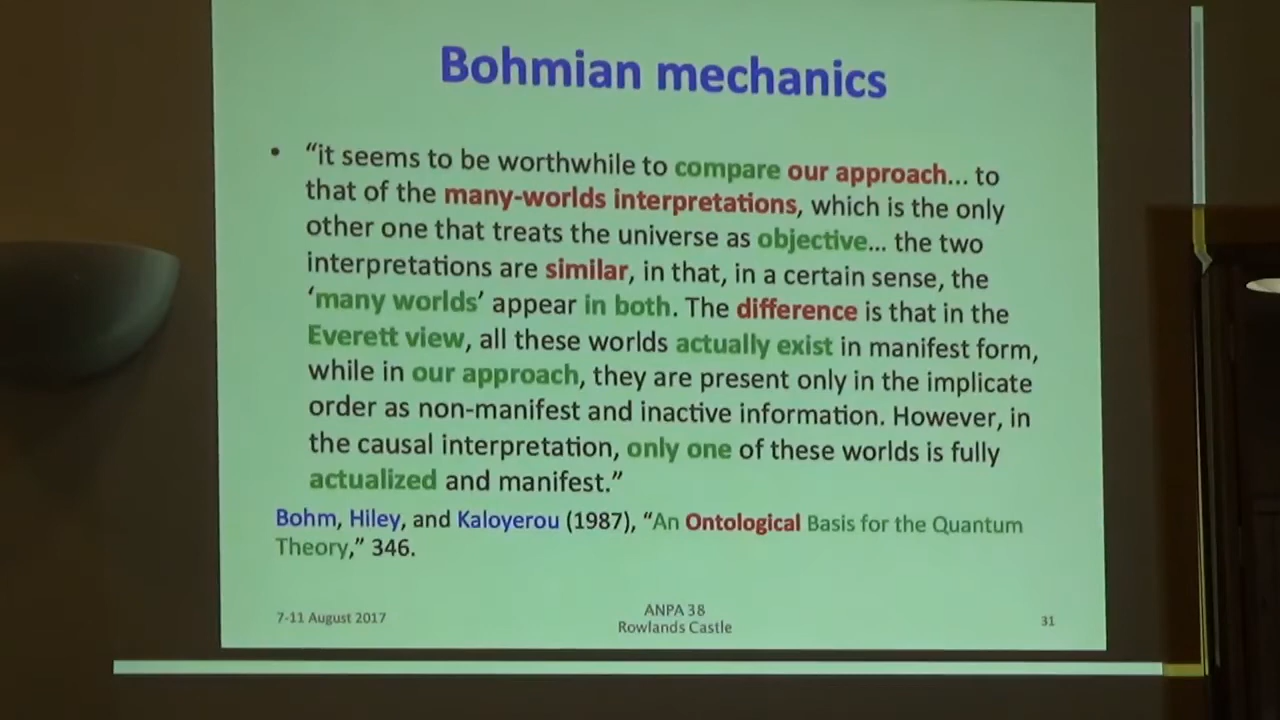 Bohmian mechanics
• “it seems to be worthwhile to compare our approach... to
that of the many-worlds interpretations, which is the only
other one that treats the universe as objective... the two
interpretations are similar, in that, in a certain sense, the
‘many worlds’ appear in both. The difference is that in the
Everett view, all these worlds actually exist in manifest form,
while in our approach, they are present only in the implicate
order as non-manifest and inactive information. However, in
the causal interpretation, only one of these worlds is fully
actualized and manifest.”
Bohm, Hiley, and Kaloyerou (1987), “An Ontological Basis for the Quantum
Theory,” 346.
7-11 August 2017
ANPA 38
Rowlands Castle
31